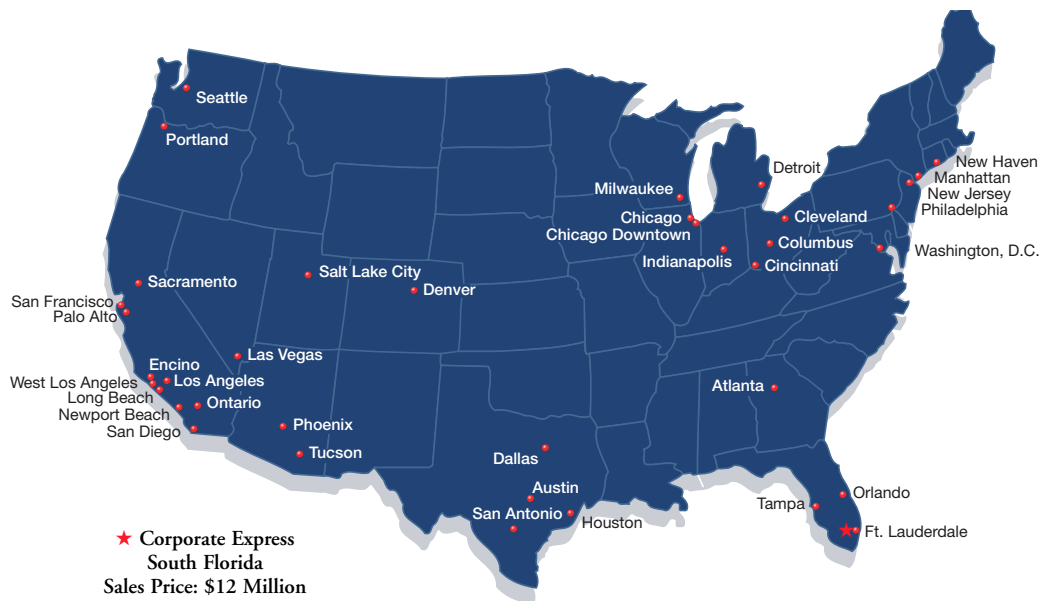 Seattle
Portland
Sacramento
San Francisco
Palo Alto
Salt Lake City
Denver
Las Vegas
Encino
West Los Angeles
Los Angeles
Long Beach
Ontario
Newport Beach
San Diego
Phoenix
Tucson
Dallas
Austin
San Antonio
Houston
Milwaukee
Chicago
Chicago Downtown
Indianapolis
Detroit
Cleveland
Columbus
Cincinnati
New Haven
Manhattan
New Jersey
Philadelphia
Washington, D.C.
Atlanta
Orlando
Tampa
Ft. Lauderdale
Corporate Express
South Florida
Sales Price: $12 Million